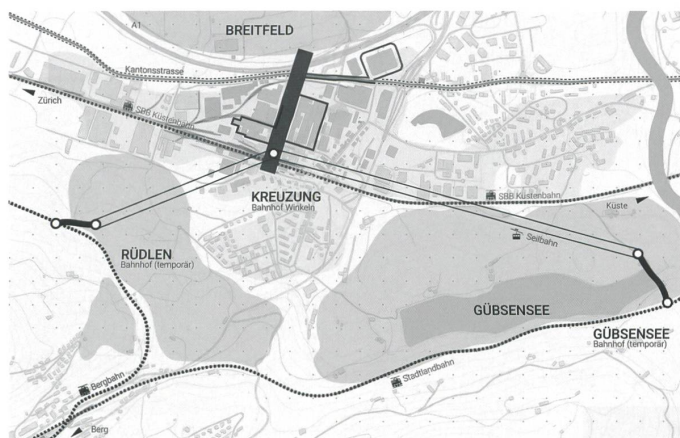 A1
BREITFELD
Kantonsstrasse
Zürich
SBB Küstenbahn
KREUZUNG
Bahnhof Winkeln
SBB Küstenbahn
Küste
RÜDLEN
Bahnhof (temporär)
Seilbahn
GÜBSENSEE
GÜBSENSEE
Bahnhof (temporär)
Bergbahn
Stadtlandbahn
Berg